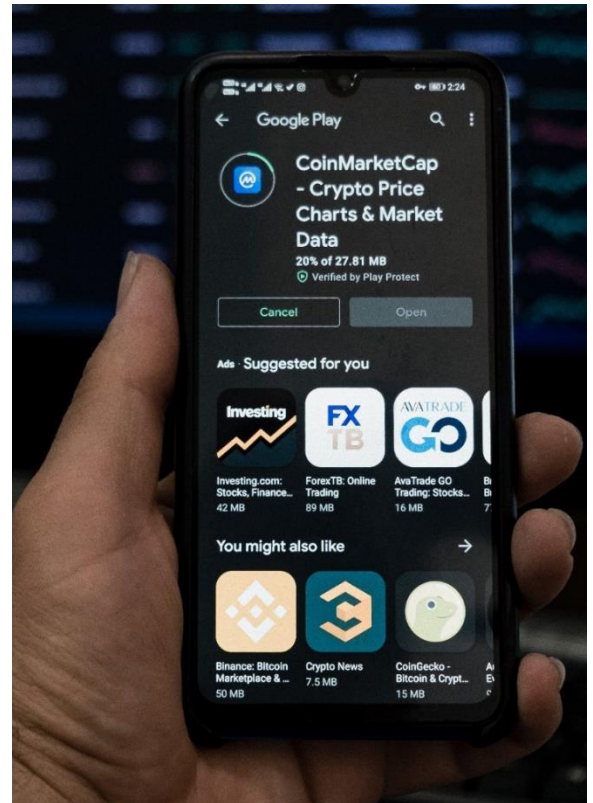 2:24
Google Play
CoinMarketCap
- Crypto Price
Charts & Market
Data
20% of 27.81 MB
Verified by Play Protect
Cancel
Open
Ads · Suggested for you
Investing
FX
TB
AVATRADE
GO
Investing.com:
Stocks, Finance...
42 MB
ForexTB: Online
Trading
89 MB
AvaTrade GO
Trading: Stocks...
16 MB
You might also like
Binance: Bitcoin
Marketplace & ...
50 MB
Crypto News
7.5 MB
CoinGecko -
Bitcoin & Crypt...
15 MB